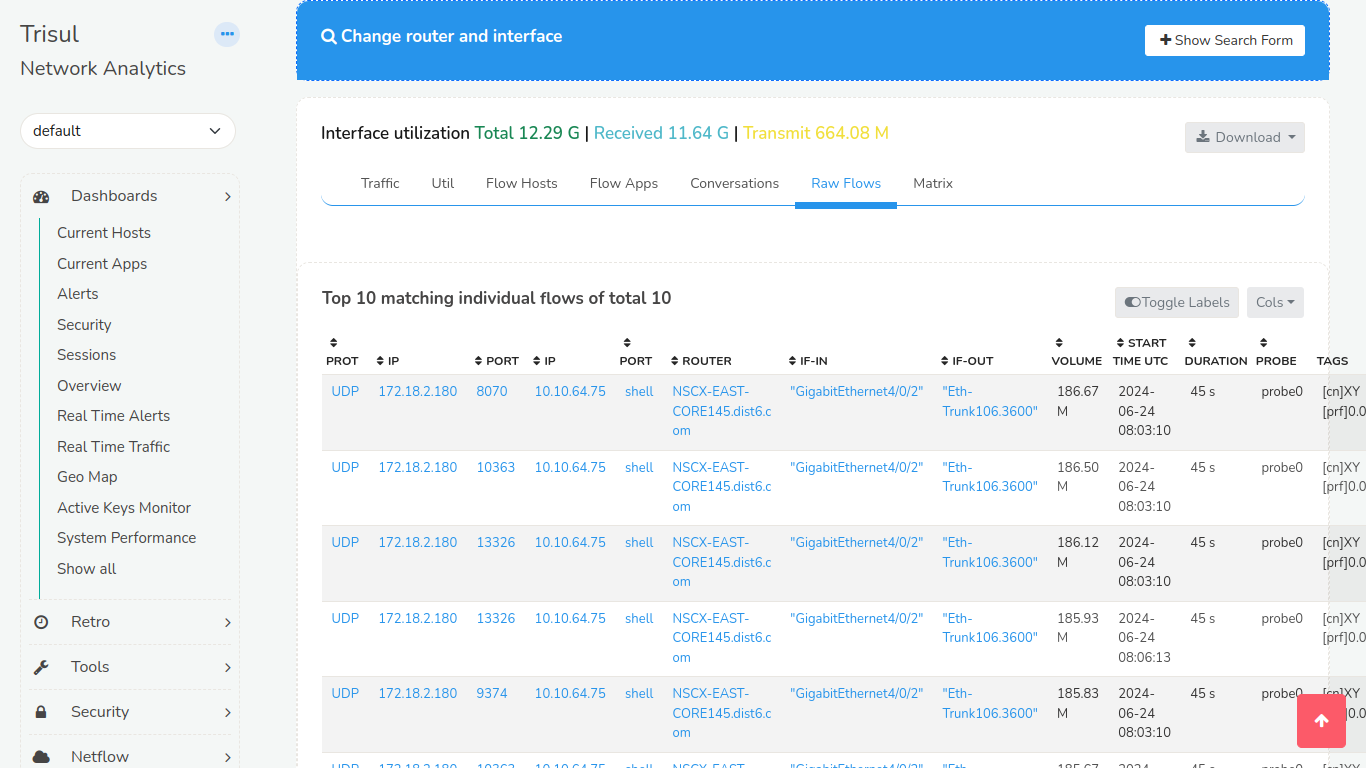 Trisul
Network Analytics
default
Dashboards
Current Hosts
Current Apps
Alerts
Security
Sessions
Overview
Real Time Alerts
Real Time Traffic
Geo Map
Active Keys Monitor
System Performance
Show all
Retro
Tools
Security
Netflow
Change router and interface
Show Search Form
Interface utilization Total 12.29 G | Received 11.64 G | Transmit 664.08 M
Download
Traffic Util Flow Hosts Flow Apps Conversations Raw Flows Matrix
Top 10 matching individual flows of total 10
Toggle Labels Cols
PROT IP PORT IP PORT ROUTER IF-IN IF-OUT VOLUME START TIME UTC DURATION PROBE TAGS
UDP 172.18.2.180 8070 10.10.64.75 shell NSCX-EAST- "GigabitEthernet4/0/2" "Eth- 186.67 2024- 45 s probe0 [cn]XY
CORE145.dist6.c Trunk106.3600" M 06-24 [prf]0.0
om 08:03:10
UDP 172.18.2.180 10363 10.10.64.75 shell NSCX-EAST- "GigabitEthernet4/0/2" "Eth- 186.50 2024- 45 s probe0 [cn]XY
CORE145.dist6.c Trunk106.3600" M 06-24 [prf]0.0
om 08:03:10
UDP 172.18.2.180 13326 10.10.64.75 shell NSCX-EAST- "GigabitEthernet4/0/2" "Eth- 186.12 2024- 45 s probe0 [cn]XY
CORE145.dist6.c Trunk106.3600" M 06-24 [prf]0.0
om 08:03:10
UDP 172.18.2.180 13326 10.10.64.75 shell NSCX-EAST- "GigabitEthernet4/0/2" "Eth- 185.93 2024- 45 s probe0 [cn]XY
CORE145.dist6.c Trunk106.3600" M 06-24 [prf]0.0
om 08:06:13
UDP 172.18.2.180 9374 10.10.64.75 shell NSCX-EAST- "GigabitEthernet4/0/2" "Eth- 185.83 2024- 45 s probe0 [cn]XY
CORE145.dist6.c Trunk106.3600" M 06-24 ]0.0
om 08:03:10
UDP 172.18.2.180 10363 10.10.64.75 shell NSCX-EAST- "GigabitEthernet4/0/2" "Eth- 185.67 2024- 45 s probe0